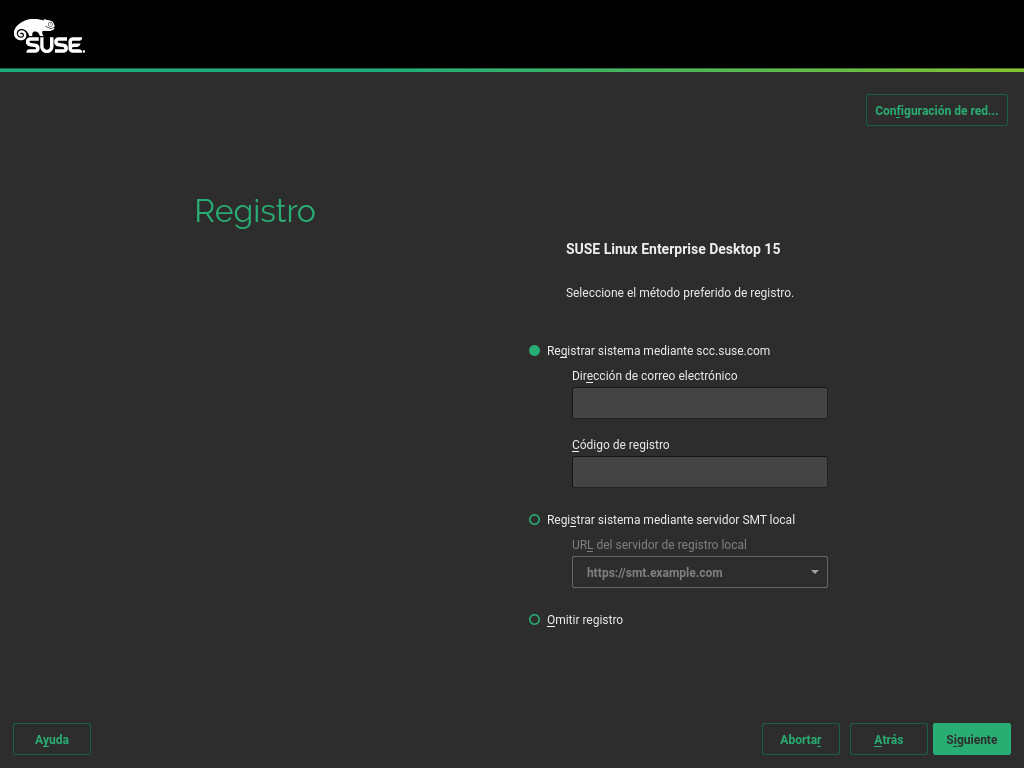 SUSE.
Configuración de red...
Registro
SUSE Linux Enterprise Desktop 15
Seleccione el método preferido de registro.
Registrar sistema mediante scc.suse.com
Dirección de correo electrónico
Código de registro
Registrar sistema mediante servidor SMT local
URL del servidor de registro local
https://smt.example.com
Omitir registro
Ayuda
Abortar
Atrás
Siguiente